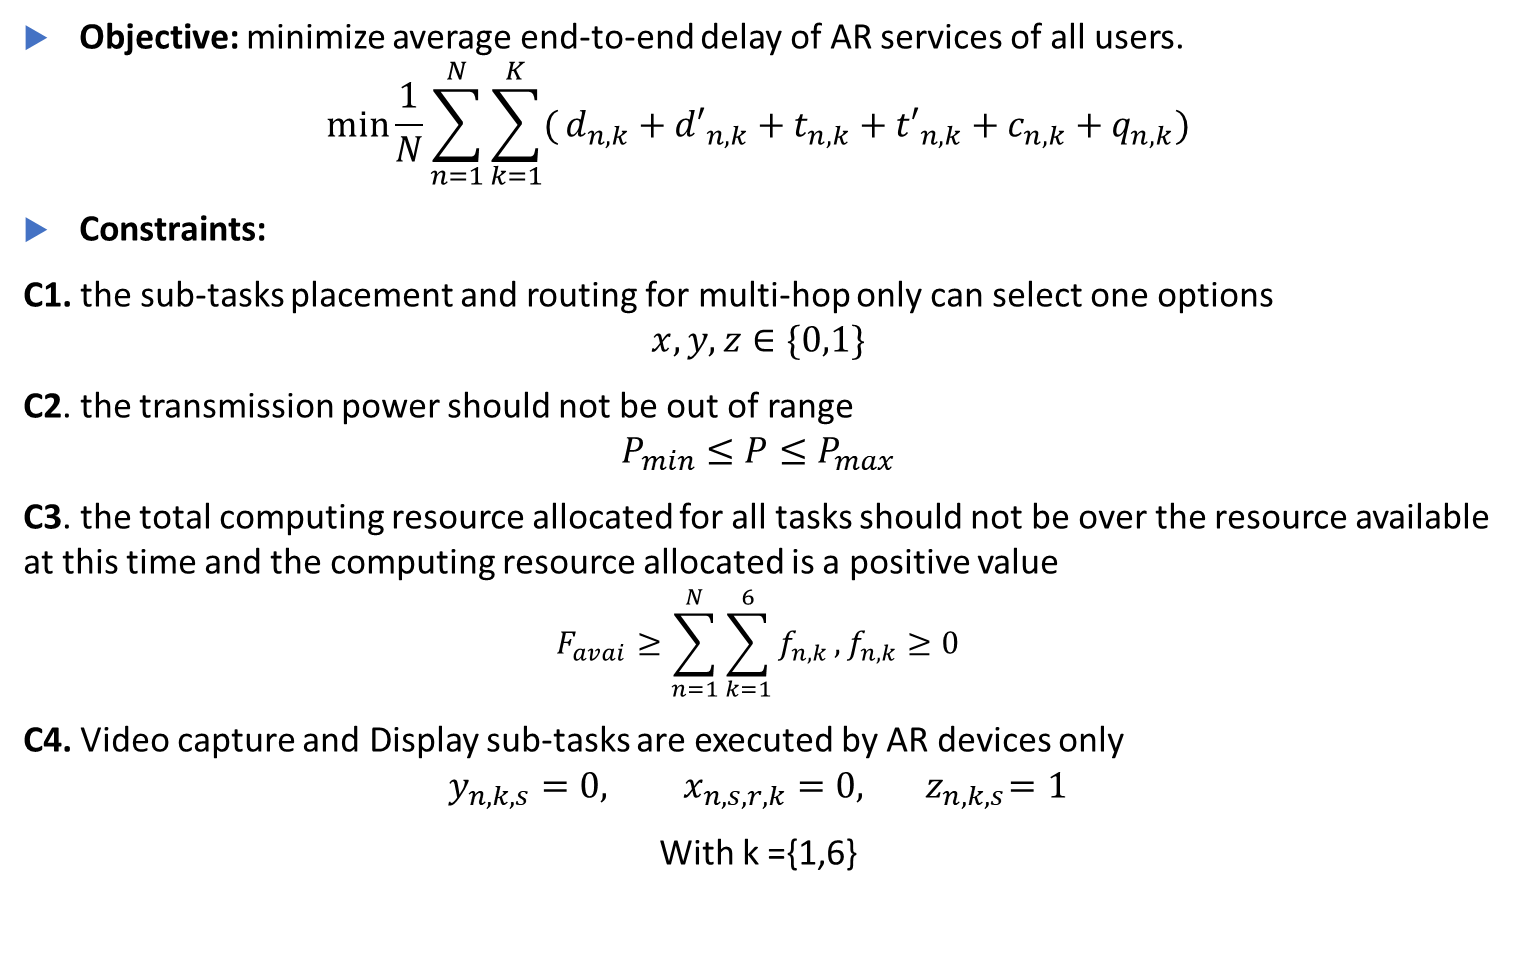 Objective: minimize average end-to-end delay of AR services of all users.
min 1/N ∑_{n=1}^{N} ∑_{k=1}^{K} ( d_{n,k} + d′_{n,k} + t_{n,k} + t′_{n,k} + c_{n,k} + q_{n,k})
Constraints:
C1. the sub-tasks placement and routing for multi-hop only can select one options
x, y, z ∈ {0,1}
C2. the transmission power should not be out of range
P_{min} ≤ P ≤ P_{max}
C3. the total computing resource allocated for all tasks should not be over the resource available
at this time and the computing resource allocated is a positive value
F_{avai} ≥ ∑_{n=1}^{N} ∑_{k=1}^{6} f_{n,k} , f_{n,k} ≥ 0
C4. Video capture and Display sub-tasks are executed by AR devices only
y_{n,k,s} = 0, x_{n,s,r,k} = 0, z_{n,k,s} = 1
With k ={1,6}